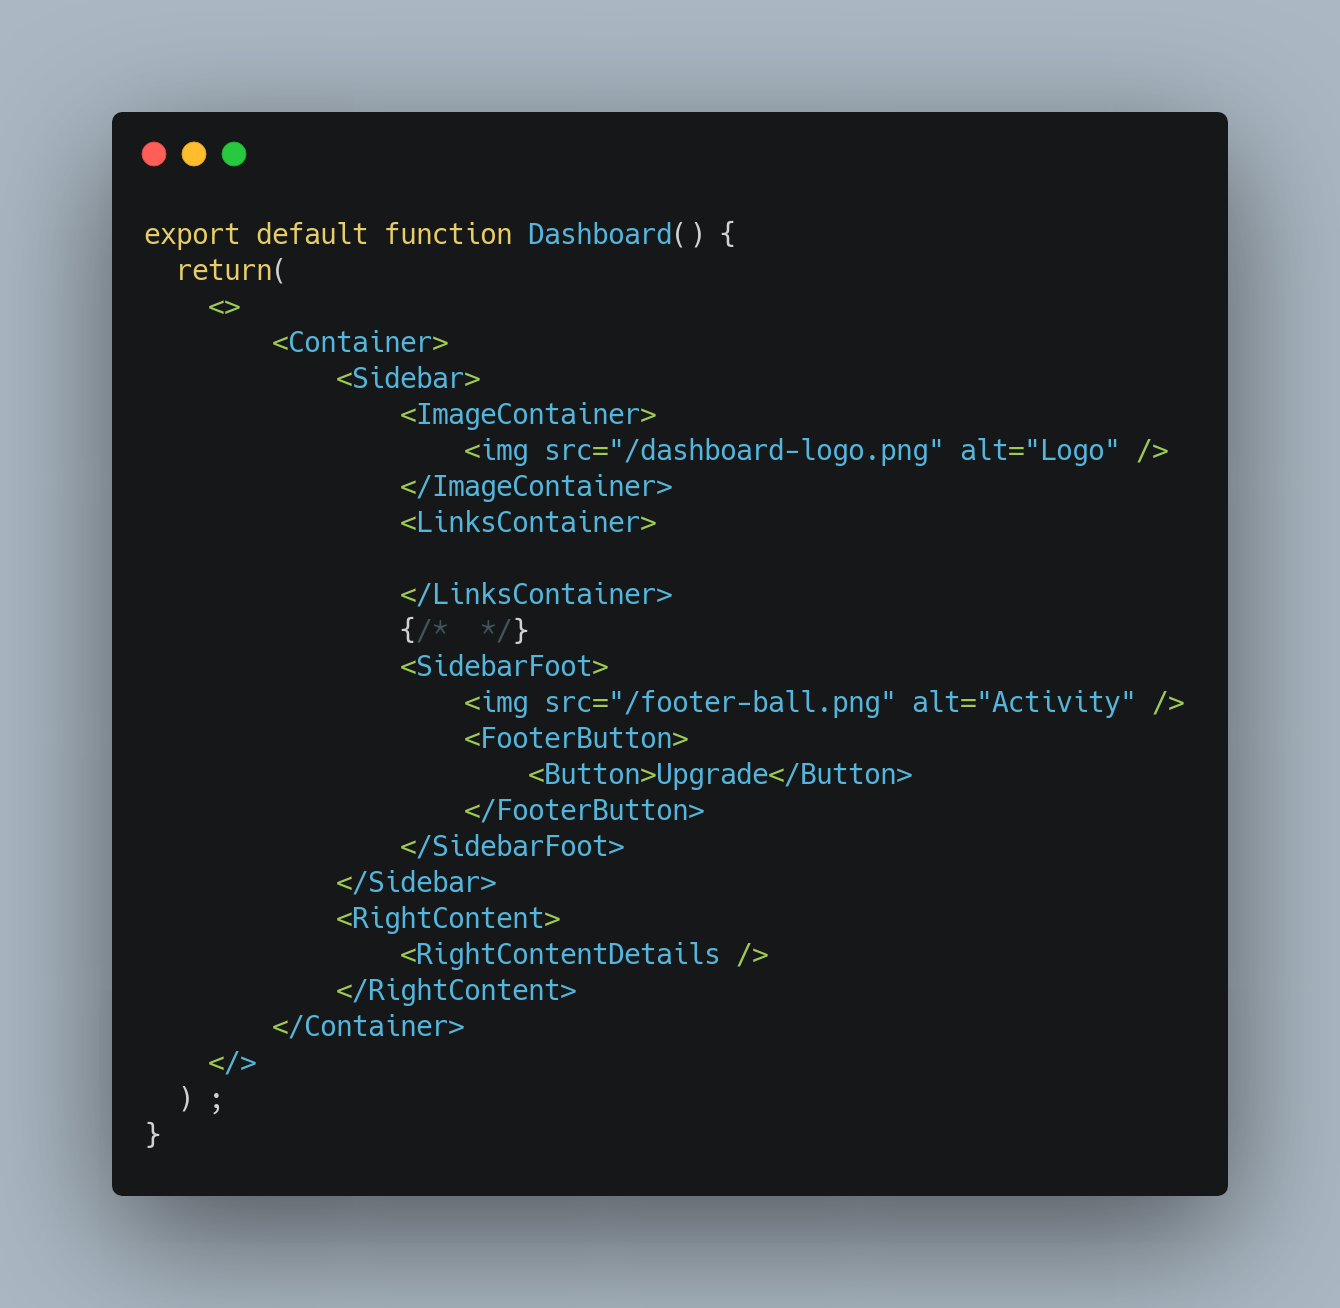 export default function Dashboard() {
  return(
    <>
        <Container>
            <Sidebar>
                <ImageContainer>
                    <img src="/dashboard-logo.png" alt="Logo" />
                </ImageContainer>
                <LinksContainer>

                </LinksContainer>
                {/*  */}
                <SidebarFoot>
                    <img src="/footer-ball.png" alt="Activity" />
                    <FooterButton>
                        <Button>Upgrade</Button>
                    </FooterButton>
                </SidebarFoot>
            </Sidebar>
            <RightContent>
                <RightContentDetails />
            </RightContent>
        </Container>
    </>
  ) ;
}